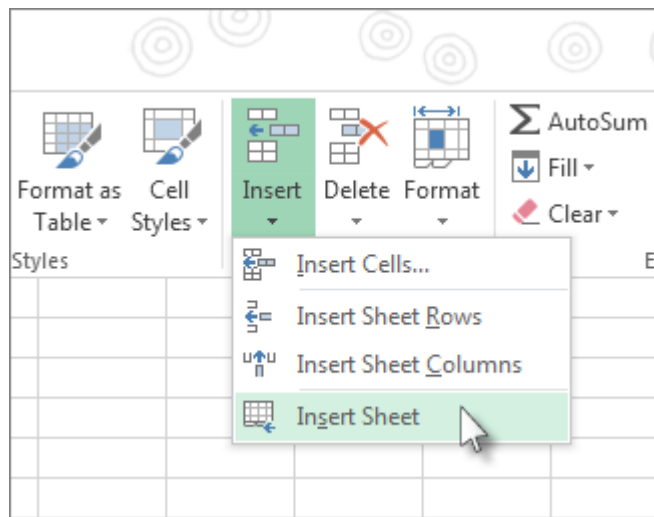 Format as
Table
Cell
Styles
Insert
Delete
Format
AutoSum
Fill
Clear
Styles
E
Insert Cells...
Insert Sheet Rows
Insert Sheet Columns
Insert Sheet